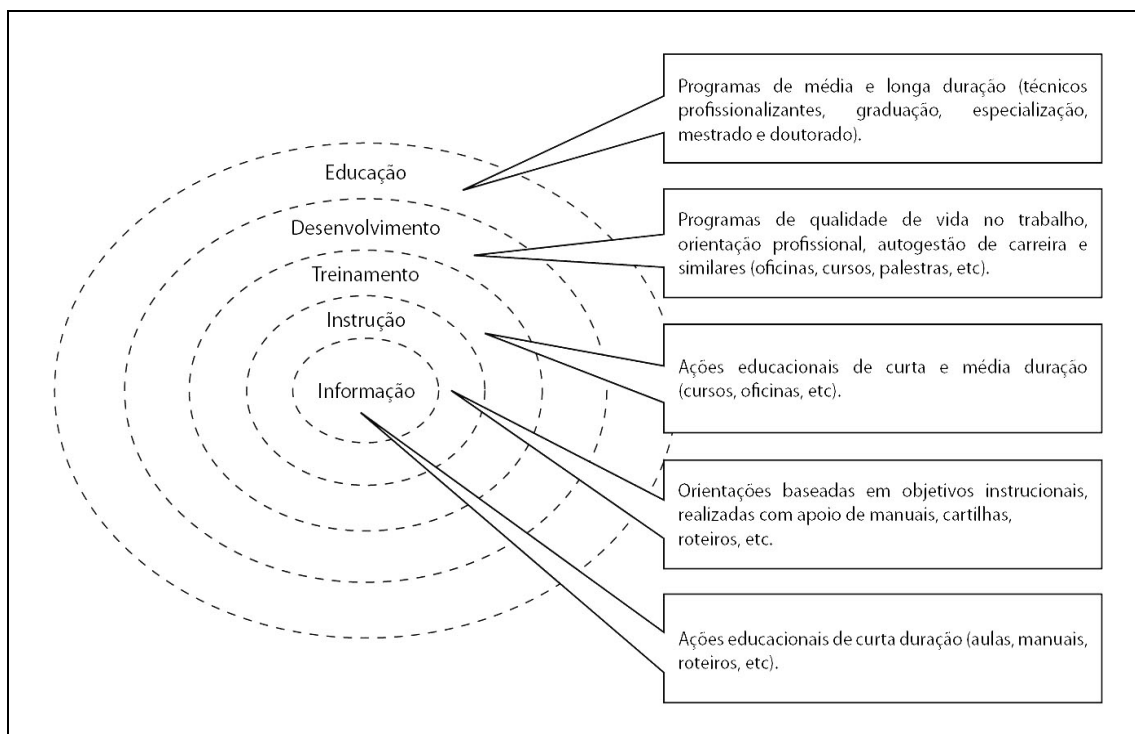 Programas de média e longa duração (técnicos
profissionalizantes, graduação, especialização,
mestrado e doutorado).
Educação
Programas de qualidade de vida no trabalho,
orientação profissional, autogestão de carreira e
similares (oficinas, cursos, palestras, etc).
Desenvolvimento
Treinamento
Instrução
Ações educacionais de curta e média duração
(cursos, oficinas, etc).
Informação
Orientações baseadas em objetivos instrucionais,
realizadas com apoio de manuais, cartilhas,
roteiros, etc.
Ações educacionais de curta duração (aulas, manuais,
roteiros, etc).